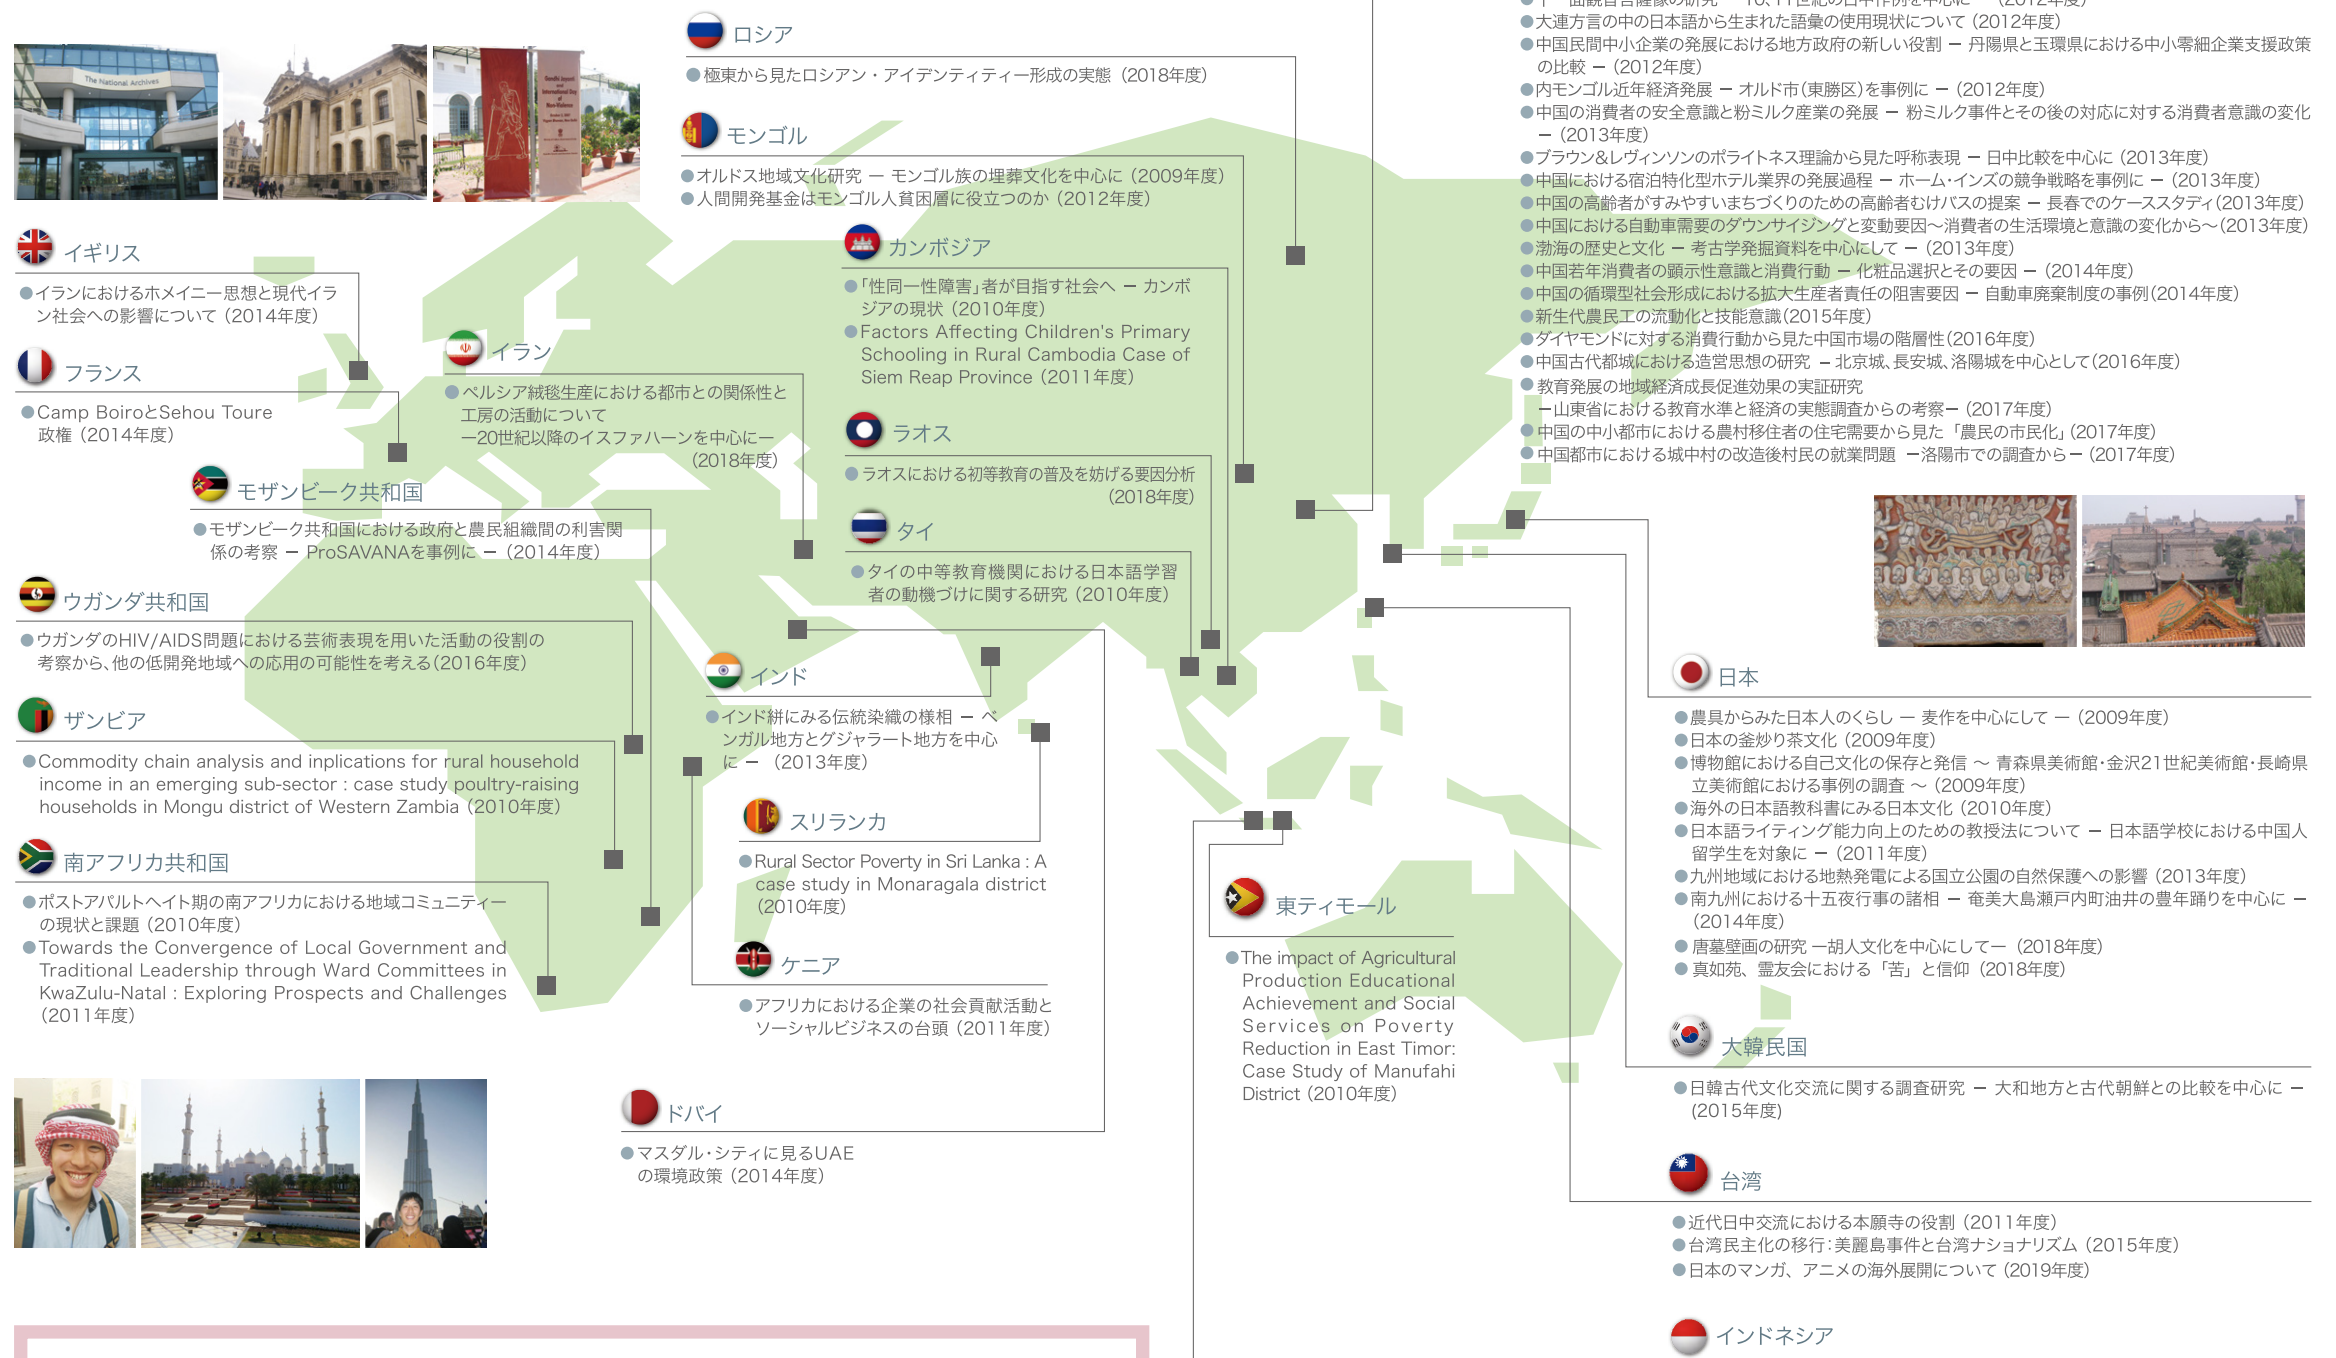 The National Archives
Gandhi Jayanti
and
International Day
of
Non-Violence
ロシア
●極東から見たロシアン・アイデンティティー形成の実態（2018年度）
モンゴル
●オルドス地域文化研究 ー モンゴル族の埋葬文化を中心に（2009年度）
●人間開発基金はモンゴル人貧困層に役立つのか（2012年度）
イギリス
●イランにおけるホメイニー思想と現代イラ
ン社会への影響について（2014年度）
フランス
●Camp BoiroとSehou Toure
政権（2014年度）
イラン
●ペルシア絨毯生産における都市との関係性と
工房の活動について
ー20世紀以降のイスファハーンを中心にー
（2018年度）
カンボジア
●「性同一性障害」者が目指す社会へ − カンボ
ジアの現状（2010年度）
●Factors Affecting Children's Primary
Schooling in Rural Cambodia Case of
Siem Reap Province（2011年度）
ラオス
●ラオスにおける初等教育の普及を妨げる要因分析
（2018年度）
タイ
●タイの中等教育機関における日本語学習
者の動機づけに関する研究（2010年度）
モザンビーク共和国
●モザンビーク共和国における政府と農民組織間の利害関
係の考察 − ProSAVANAを事例に −（2014年度）
ウガンダ共和国
●ウガンダのHIV/AIDS問題における芸術表現を用いた活動の役割の
考察から、他の低開発地域への応用の可能性を考える（2016年度）
ザンビア
●Commodity chain analysis and inplications for rural household
income in an emerging sub-sector : case study poultry-raising
households in Mongu district of Western Zambia（2010年度）
南アフリカ共和国
●ポストアパルトヘイト期の南アフリカにおける地域コミュニティー
の現状と課題（2010年度）
●Towards the Convergence of Local Government and
Traditional Leadership through Ward Committees in
KwaZulu-Natal : Exploring Prospects and Challenges
（2011年度）
インド
●インド絣にみる伝統染織の様相 − ベ
ンガル地方とグジャラート地方を中心
に − （2013年度）
スリランカ
●Rural Sector Poverty in Sri Lanka : A
case study in Monaragala district
（2010年度）
ケニア
●アフリカにおける企業の社会貢献活動と
ソーシャルビジネスの台頭（2011年度）
ドバイ
●マスダル・シティに見るUAE
の環境政策（2014年度）
東ティモール
●The impact of Agricultural
Production Educational
Achievement and Social
Services on Poverty
Reduction in East Timor:
Case Study of Manufahi
District（2010年度）
●大連方言の中の日本語から生まれた語彙の使用現状について（2012年度）
●中国民間中小企業の発展における地方政府の新しい役割 − 丹陽県と玉環県における中小零細企業支援政策
の比較 −（2012年度）
●内モンゴル近年経済発展 − オルド市（東勝区）を事例に −（2012年度）
●中国の消費者の安全意識と粉ミルク産業の発展 − 粉ミルク事件とその後の対応に対する消費者意識の変化
−（2013年度）
●ブラウン＆レヴィンソンのポライトネス理論から見た呼称表現 − 日中比較を中心に（2013年度）
●中国における宿泊特化型ホテル業界の発展過程 − ホーム・インズの競争戦略を事例に −（2013年度）
●中国の高齢者がすみやすいまちづくりのための高齢者むけバスの提案 − 長春でのケーススタディ（2013年度）
●中国における自動車需要のダウンサイジングと変動要因〜消費者の生活環境と意識の変化から〜（2013年度）
●渤海の歴史と文化 − 考古学発掘資料を中心にして −（2013年度）
●中国若年消費者の顕示性意識と消費行動 − 化粧品選択とその要因 −（2014年度）
●中国の循環型社会形成における拡大生産者責任の阻害要因 − 自動車廃棄制度の事例（2014年度）
●新生代農民工の流動化と技能意識（2015年度）
●ダイヤモンドに対する消費行動から見た中国市場の階層性（2016年度）
●中国古代都城における造営思想の研究 − 北京城、長安城、洛陽城を中心として（2016年度）
●教育発展の地域経済成長促進効果の実証研究
−山東省における教育水準と経済の実態調査からの考察−（2017年度）
●中国の中小都市における農村移住者の住宅需要から見た「農民の市民化」（2017年度）
●中国都市における城中村の改造後村民の就業問題 −洛陽市での調査から−（2017年度）
日本
●農具からみた日本人のくらし ー 麦作を中心にして ー（2009年度）
●日本の釜炒り茶文化（2009年度）
●博物館における自己文化の保存と発信 〜 青森県美術館・金沢21世紀美術館・長崎県
立美術館における事例の調査 〜（2009年度）
●海外の日本語教科書にみる日本文化（2010年度）
●日本語ライティング能力向上のための教授法について − 日本語学校における中国人
留学生を対象に −（2011年度）
●九州地域における地熱発電による国立公園の自然保護への影響（2013年度）
●南九州における十五夜行事の諸相 − 奄美大島瀬戸内町油井の豊年踊りを中心に −
（2014年度）
●唐墓壁画の研究 ー胡人文化を中心にしてー（2018年度）
●真如苑、霊友会における「苦」と信仰（2018年度）
大韓民国
●日韓古代文化交流に関する調査研究 − 大和地方と古代朝鮮との比較を中心に −
(2015年度)
台湾
●近代日中交流における本願寺の役割（2011年度）
●台湾民主化の移行：美麗島事件と台湾ナショナリズム（2015年度）
●日本のマンガ、アニメの海外展開について（2019年度）
インドネシア